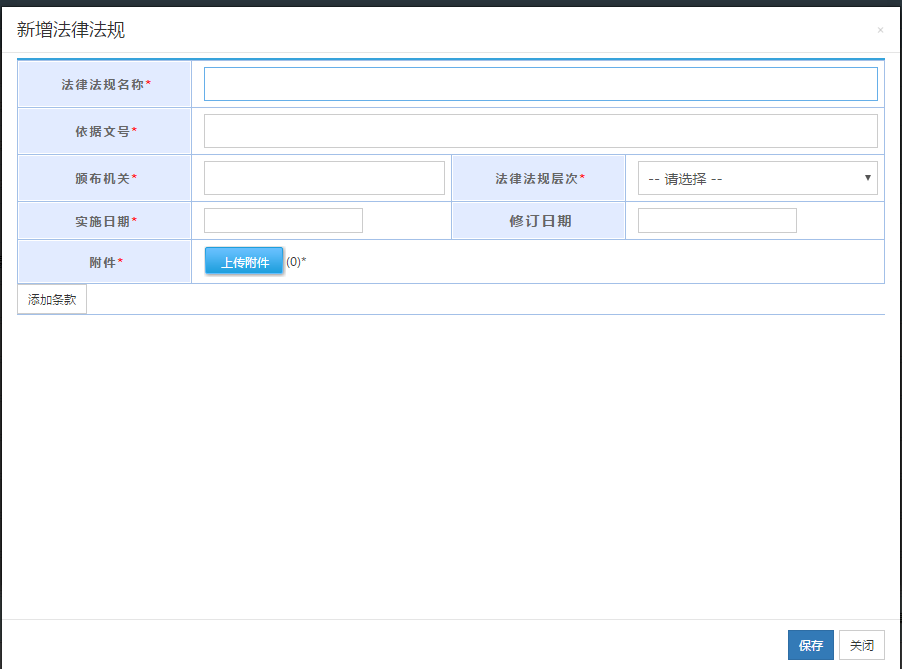 新增法律法规 ×
法律法规名称*
依据文号*
颁布机关* 法律法规层次* -- 请选择 --
实施日期* 修订日期
附件* 上传附件 (0)*
添加条款
保存 关闭